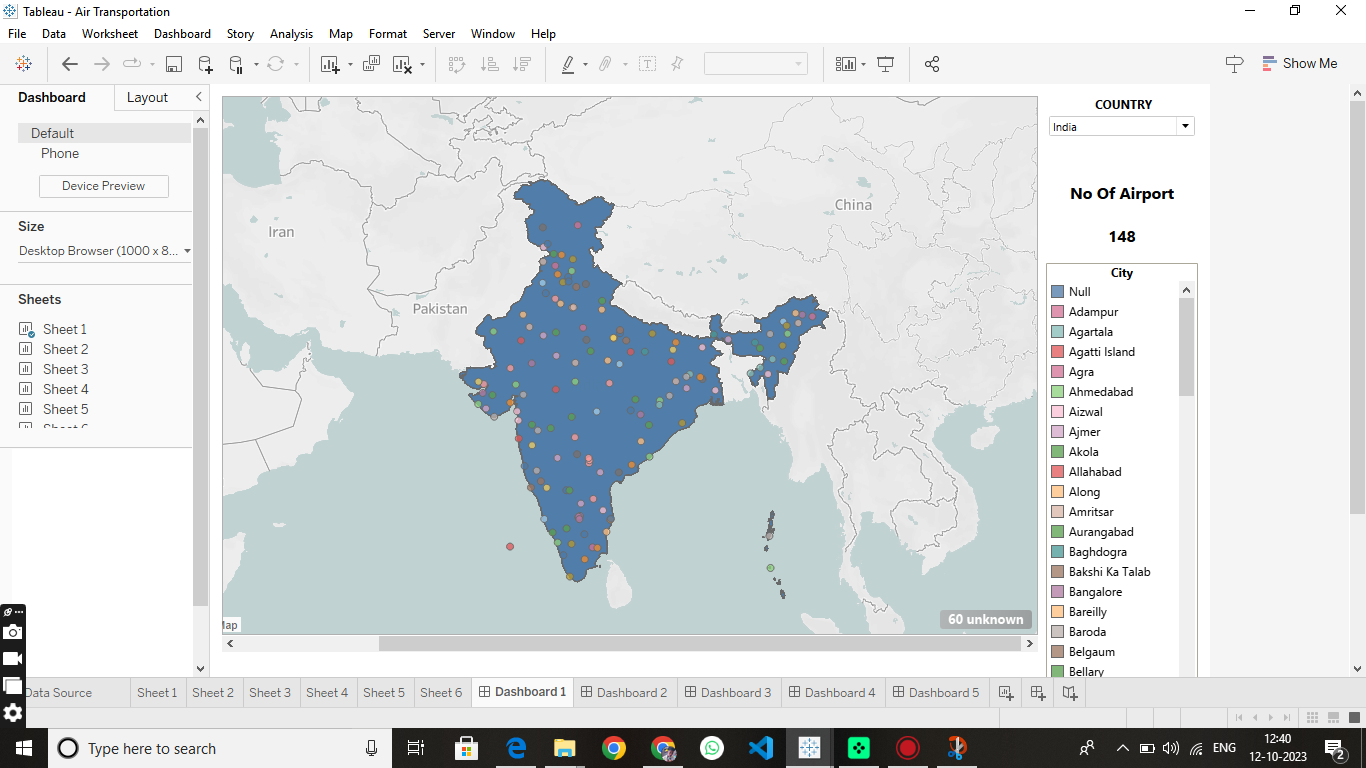 Tableau - Air Transportation
File Data Worksheet Dashboard Story Analysis Map Format Server Window Help
Show Me
Dashboard Layout
Default
Phone
Device Preview
Size
Desktop Browser (1000 x 8...
Sheets
Sheet 1
Sheet 2
Sheet 3
Sheet 4
Sheet 5
Iran
Pakistan
China
60 unknown
COUNTRY
India
No Of Airport
148
City
Null
Adampur
Agartala
Agatti Island
Agra
Ahmedabad
Aizwal
Ajmer
Akola
Allahabad
Along
Amritsar
Aurangabad
Baghdogra
Bakshi Ka Talab
Bangalore
Bareilly
Baroda
Belgaum
Bellary
Data Source Sheet 1 Sheet 2 Sheet 3 Sheet 4 Sheet 5 Sheet 6 Dashboard 1 Dashboard 2 Dashboard 3 Dashboard 4 Dashboard 5
Type here to search
ENG
12:40
12-10-2023
2